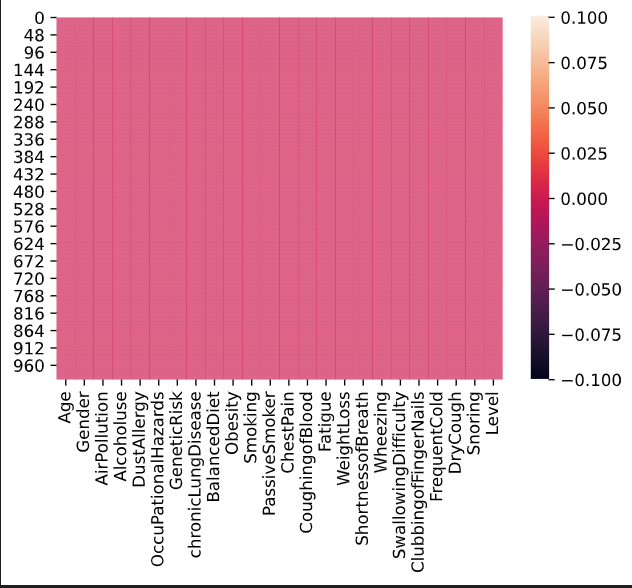 0
48
96
144
192
240
288
336
384
432
480
528
576
624
672
720
768
816
864
912
960
Age
Gender
AirPollution
Alcoholuse
DustAllergy
OccuPationalHazards
GeneticRisk
chronicLungDisease
BalancedDiet
Obesity
Smoking
PassiveSmoker
ChestPain
CoughingofBlood
Fatigue
WeightLoss
ShortnessofBreath
Wheezing
SwallowingDifficulty
ClubbingofFingerNails
FrequentCold
DryCough
Snoring
Level
0.100
0.075
0.050
0.025
0.000
−0.025
−0.050
−0.075
−0.100